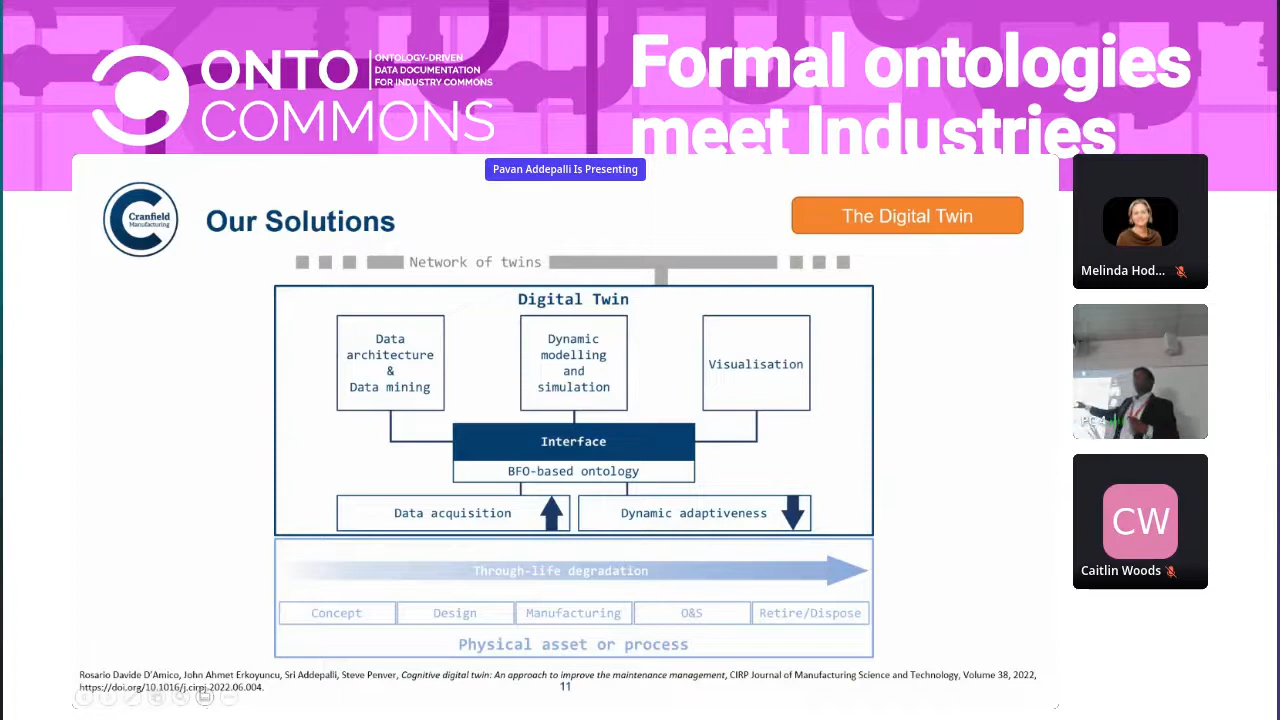 ONTO
COMMONS
ONTOLOGY-DRIVEN
DATA DOCUMENTATION
FOR INDUSTRY COMMONS
Formal ontologies
meet Industries
Pavan Addepalli Is Presenting
Cranfield
Manufacturing
Our Solutions
The Digital Twin
Network of twins
Digital Twin
Data
architecture
&
Data mining
Dynamic
modelling
and
simulation
Visualisation
Interface
BFO-based ontology
Data acquisition
Dynamic adaptiveness
Through-life degradation
Concept
Design
Manufacturing
O&S
Retire/Dispose
Physical asset or process
Rosario Davide D'Amico, John Ahmet Erkoyuncu, Sri Addepalli, Steve Penver, Cognitive digital twin: An approach to improve the maintenance management, CIRP Journal of Manufacturing Science and Technology, Volume 38, 2022,
https://doi.org/10.1016/j.cirpj.2022.06.004.
11
Melinda Hod...
PC 4
CW
Caitlin Woods